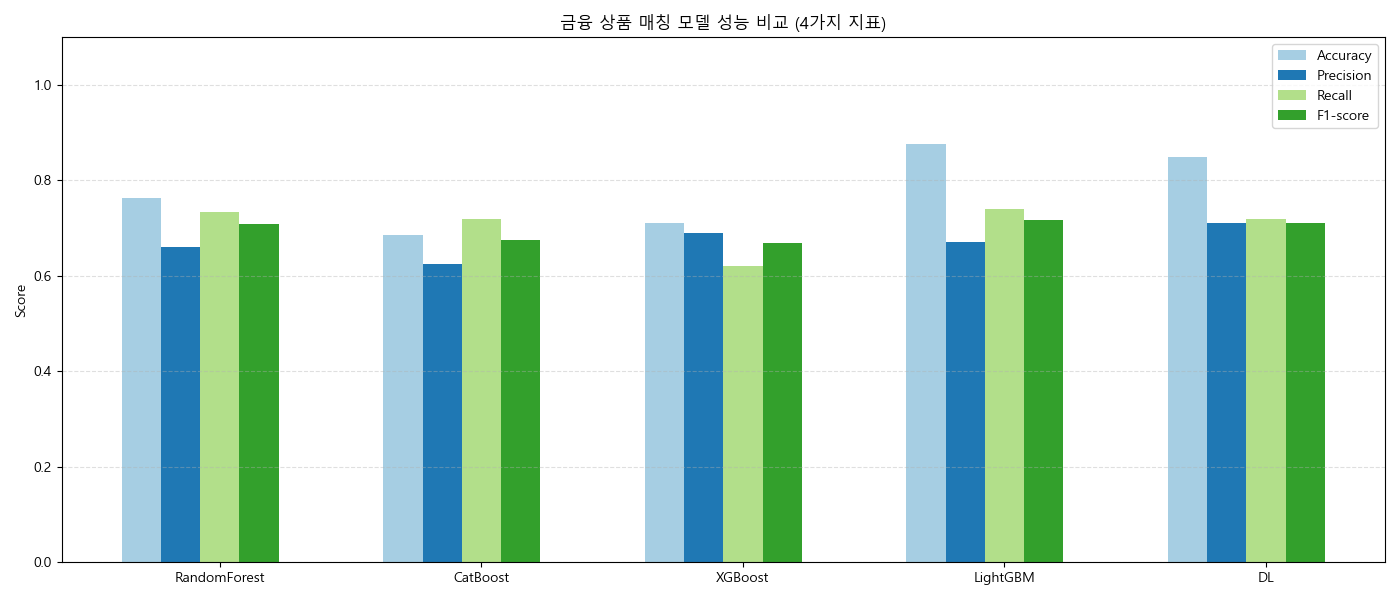 금융 상품 매칭 모델 성능 비교 (4가지 지표)
Accuracy
Precision
Recall
F1-score
Score
1.0
0.8
0.6
0.4
0.2
0.0
RandomForest
CatBoost
XGBoost
LightGBM
DL